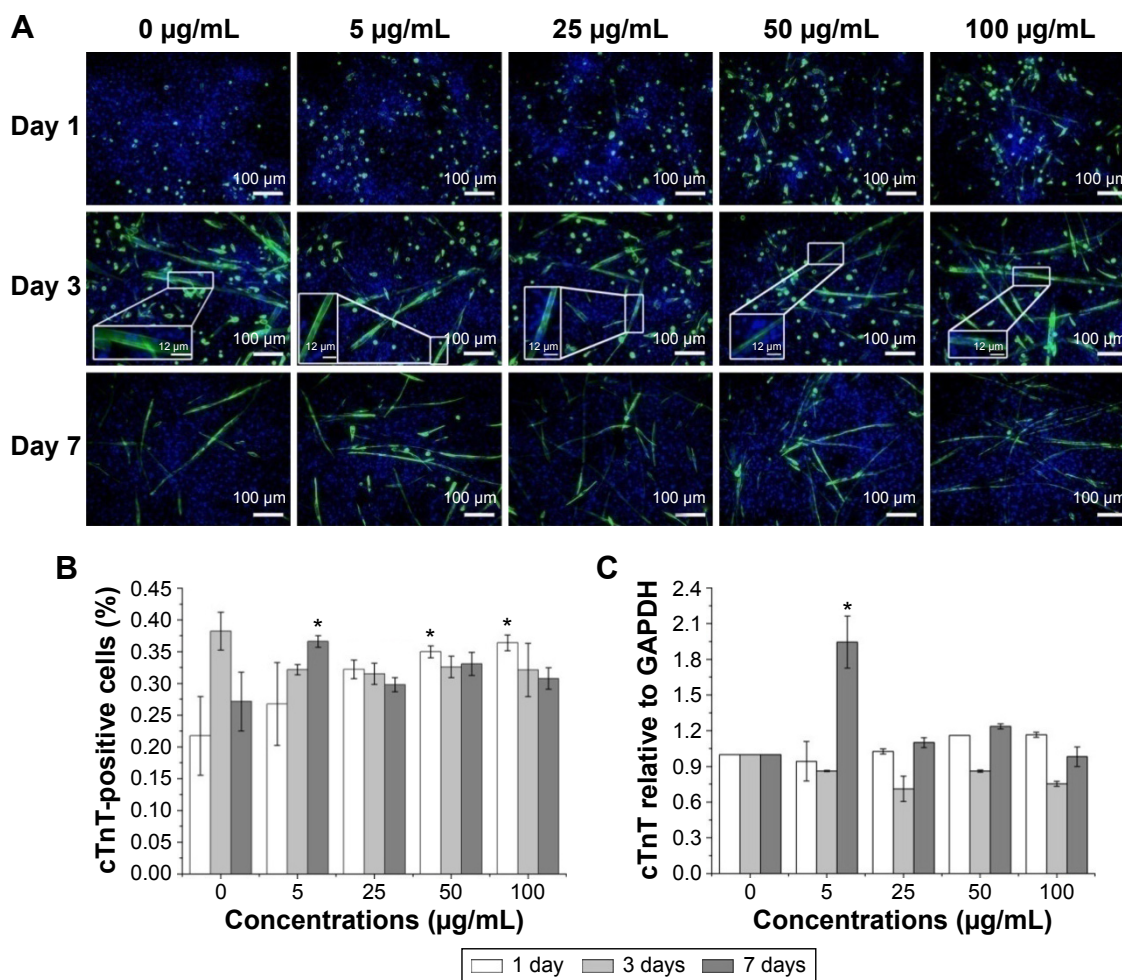 A
0 µg/mL 5 µg/mL 25 µg/mL 50 µg/mL 100 µg/mL
Day 1
100 µm 100 µm 100 µm 100 µm 100 µm
Day 3
12 µm 100 µm 12 µm 100 µm 12 µm 100 µm 12 µm 100 µm 12 µm 100 µm
Day 7
100 µm 100 µm 100 µm 100 µm 100 µm
B
cTnT-positive cells (%)
0.45
0.40
0.35
0.30
0.25
0.20
0.15
0.10
0.05
0.00
* * *
0 5 25 50 100
Concentrations (µg/mL)
C
cTnT relative to GAPDH
2.4
2.1
1.8
1.5
1.2
0.9
0.6
0.3
0.0
*
0 5 25 50 100
Concentrations (µg/mL)
1 day 3 days 7 days